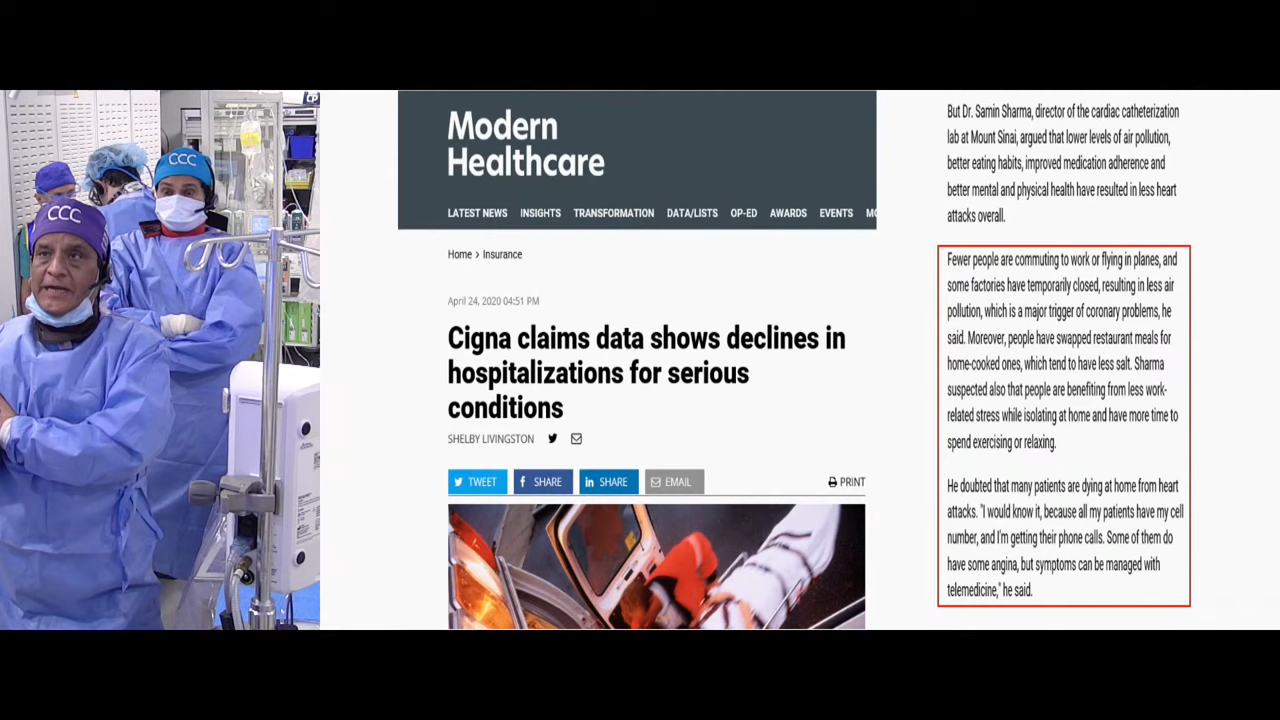 CP
CCC
CCC
Modern
Healthcare
LATEST NEWS INSIGHTS TRANSFORMATION DATA/LISTS OP-ED AWARDS EVENTS MO
Home > Insurance
April 24, 2020 04:51 PM
Cigna claims data shows declines in
hospitalizations for serious
conditions
SHELBY LIVINGSTON
TWEET SHARE SHARE EMAIL PRINT
But Dr. Samin Sharma, director of the cardiac catheterization
lab at Mount Sinai, argued that lower levels of air pollution,
better eating habits, improved medication adherence and
better mental and physical health have resulted in less heart
attacks overall.
Fewer people are commuting to work or flying in planes, and
some factories have temporarily closed, resulting in less air
pollution, which is a major trigger of coronary problems, he
said. Moreover, people have swapped restaurant meals for
home-cooked ones, which tend to have less salt. Sharma
suspected also that people are benefiting from less work-
related stress while isolating at home and have more time to
spend exercising or relaxing.
He doubted that many patients are dying at home from heart
attacks. "I would know it, because all my patients have my cell
number, and I'm getting their phone calls. Some of them do
have some angina, but symptoms can be managed with
telemedicine," he said.